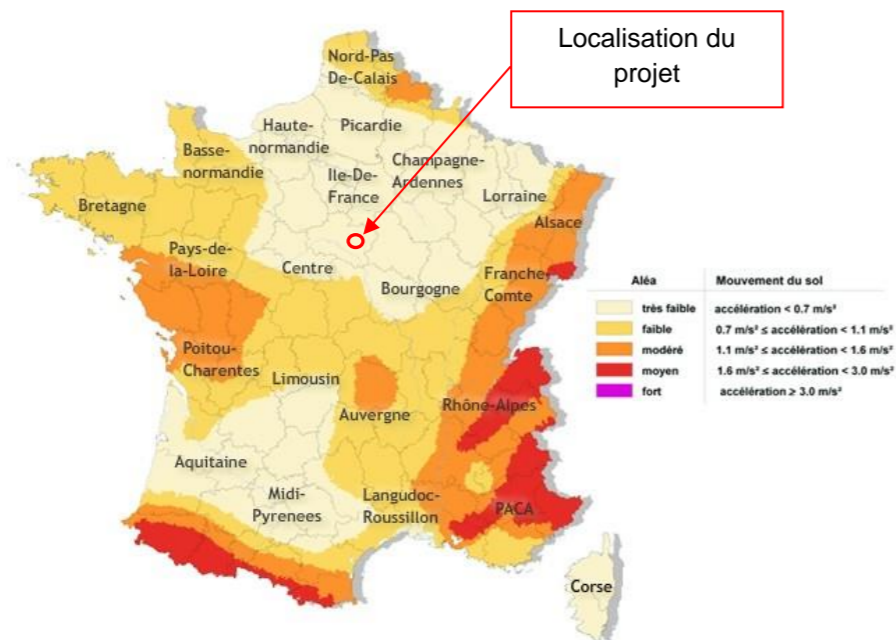 Localisation du
projet
Nord-Pas
De-Calais
Haute-
normandie
Picardie
Basse-
normandie
Ile-De-
France
Champagne-
Ardennes
Lorraine
Alsace
Bretagne
Pays-de-
la-Loire
Centre
Bourgogne
Franche
Comte
Poitou-
Charentes
Limousin
Auvergne
Rhône-Alpes
Aquitaine
Midi-
Pyrenees
Langudoc-
Roussillon
PACA
Corse
Aléa Mouvement du sol
très faible accélération < 0.7 m/s²
faible 0.7 m/s² ≤ accélération < 1.1 m/s²
modéré 1.1 m/s² ≤ accélération < 1.6 m/s²
moyen 1.6 m/s² ≤ accélération < 3.0 m/s²
fort accélération ≥ 3.0 m/s²